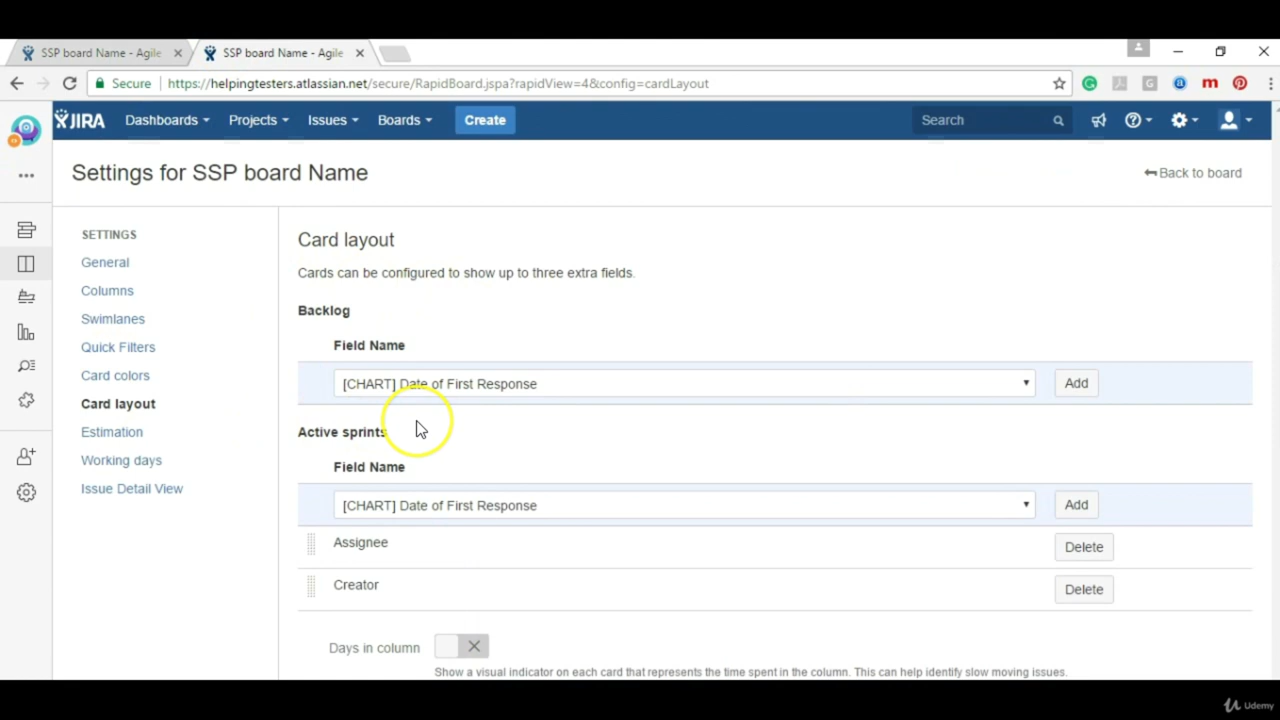 SSP board Name - Agile
SSP board Name - Agile
Secure https://helpingtesters.atlassian.net/secure/RapidBoard.jspa?rapidView=4&config=cardLayout
JIRA Dashboards Projects Issues Boards Create Search
Settings for SSP board Name
Back to board
SETTINGS
General
Columns
Swimlanes
Quick Filters
Card colors
Card layout
Estimation
Working days
Issue Detail View
Card layout
Cards can be configured to show up to three extra fields.
Backlog
Field Name
[CHART] Date of First Response Add
Active sprints
Field Name
[CHART] Date of First Response Add
Assignee Delete
Creator Delete
Days in column
Show a visual indicator on each card that represents the time spent in the column. This can help identify slow moving issues.
Udemy